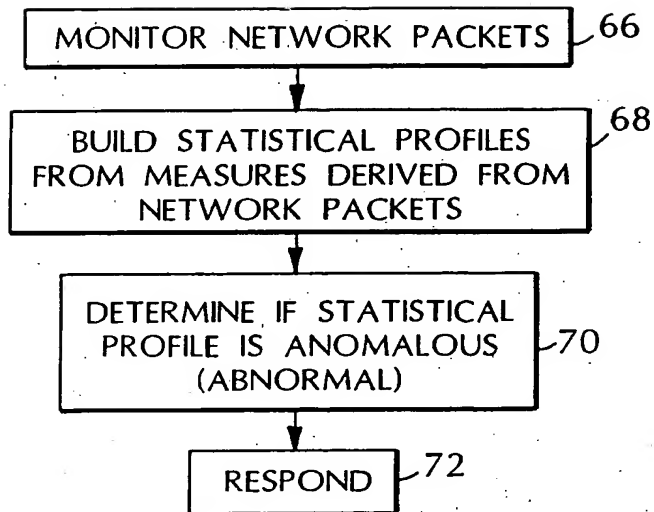 MONITOR NETWORK PACKETS 66
BUILD STATISTICAL PROFILES 68
FROM MEASURES DERIVED FROM
NETWORK PACKETS
DETERMINE IF STATISTICAL
PROFILE IS ANOMALOUS 70
(ABNORMAL)
RESPOND 72